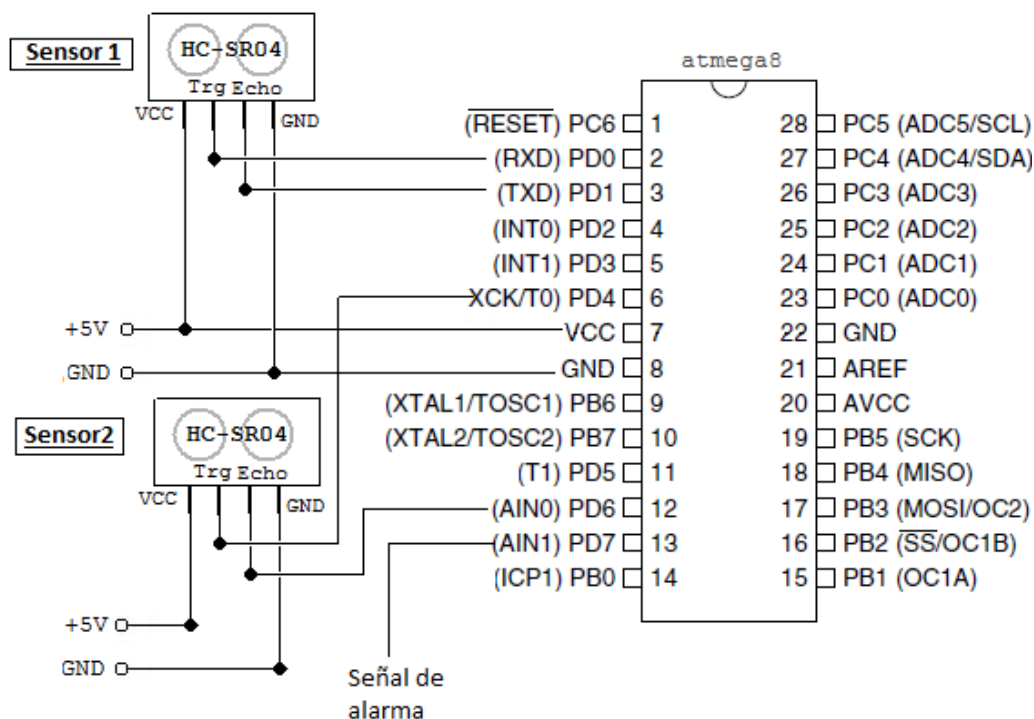 Sensor 1
HC-SR04
Trg Echo
VCC
GND
+5V
GND
Sensor2
HC-SR04
Trg Echo
VCC
GND
+5V
GND
Señal de
alarma
atmega8
(RESET) PC6 1
(RXD) PD0 2
(TXD) PD1 3
(INT0) PD2 4
(INT1) PD3 5
XCK/T0) PD4 6
VCC 7
GND 8
(XTAL1/TOSC1) PB6 9
(XTAL2/TOSC2) PB7 10
(T1) PD5 11
(AIN0) PD6 12
(AIN1) PD7 13
(ICP1) PB0 14
28 PC5 (ADC5/SCL)
27 PC4 (ADC4/SDA)
26 PC3 (ADC3)
25 PC2 (ADC2)
24 PC1 (ADC1)
23 PC0 (ADC0)
22 GND
21 AREF
20 AVCC
19 PB5 (SCK)
18 PB4 (MISO)
17 PB3 (MOSI/OC2)
16 PB2 (SS/OC1B)
15 PB1 (OC1A)